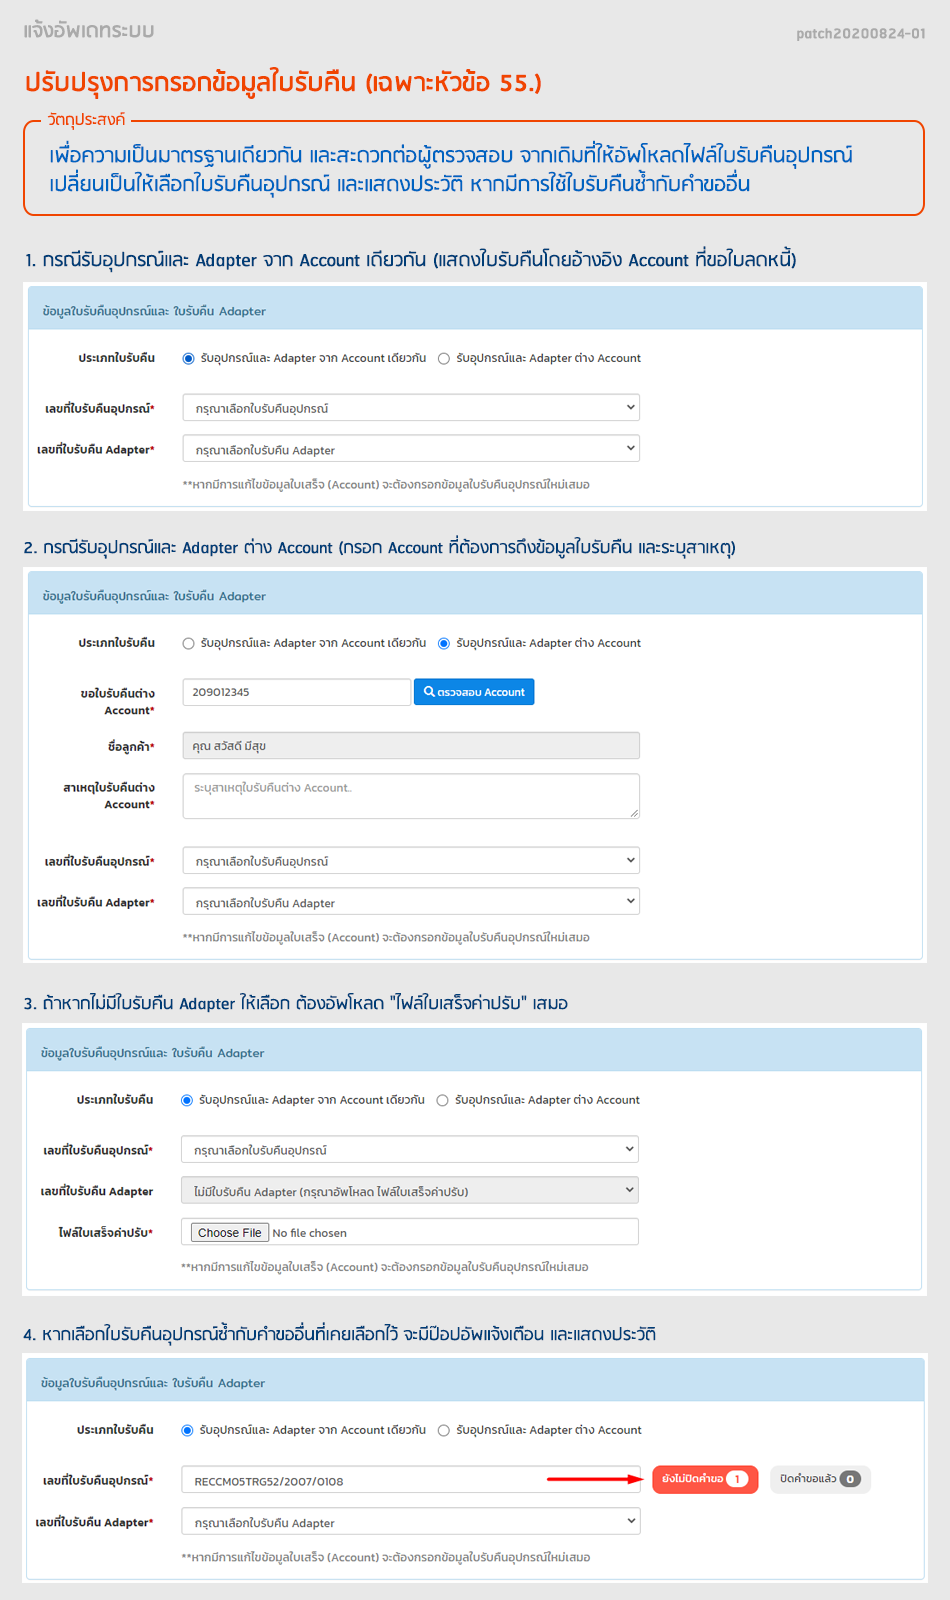 แจ้งอัพเดทระบบ
patch20200824-01
ปรับปรุงการกรอกข้อมูลใบรับคืน (เฉพาะหัวข้อ 55.)
วัตถุประสงค์
เพื่อความเป็นมาตรฐานเดียวกัน และสะดวกต่อผู้ตรวจสอบ จากเดิมที่ให้อัพโหลดไฟล์ใบรับคืนอุปกรณ์
เปลี่ยนเป็นให้เลือกใบรับคืนอุปกรณ์ และแสดงประวัติ หากมีการใช้ใบรับคืนซ้ำกับคำขออื่น
1. กรณีรับอุปกรณ์และ Adapter จาก Account เดียวกัน (แสดงใบรับคืนโดยอ้างอิง Account ที่ขอใบลดหนี้)
ข้อมูลใบรับคืนอุปกรณ์และ ใบรับคืน Adapter
ประเภทใบรับคืน รับอุปกรณ์และ Adapter จาก Account เดียวกัน รับอุปกรณ์และ Adapter ต่าง Account
เลขที่ใบรับคืนอุปกรณ์* กรุณาเลือกใบรับคืนอุปกรณ์
เลขที่ใบรับคืน Adapter* กรุณาเลือกใบรับคืน Adapter
**หากมีการแก้ไขข้อมูลใบเสร็จ (Account) จะต้องกรอกข้อมูลใบรับคืนอุปกรณ์ใหม่เสมอ
2. กรณีรับอุปกรณ์และ Adapter ต่าง Account (กรอก Account ที่ต้องการดึงข้อมูลใบรับคืน และระบุสาเหตุ)
ข้อมูลใบรับคืนอุปกรณ์และ ใบรับคืน Adapter
ประเภทใบรับคืน รับอุปกรณ์และ Adapter จาก Account เดียวกัน รับอุปกรณ์และ Adapter ต่าง Account
ขอใบรับคืนต่าง
Account* 209012345 ตรวจสอบ Account
ชื่อลูกค้า* คุณ สวัสดี มีสุข
สาเหตุใบรับคืนต่าง
Account* ระบุสาเหตุใบรับคืนต่าง Account..
เลขที่ใบรับคืนอุปกรณ์* กรุณาเลือกใบรับคืนอุปกรณ์
เลขที่ใบรับคืน Adapter* กรุณาเลือกใบรับคืน Adapter
**หากมีการแก้ไขข้อมูลใบเสร็จ (Account) จะต้องกรอกข้อมูลใบรับคืนอุปกรณ์ใหม่เสมอ
3. ถ้าหากไม่มีใบรับคืน Adapter ให้เลือก ต้องอัพโหลด "ไฟล์ใบเสร็จค่าปรับ" เสมอ
ข้อมูลใบรับคืนอุปกรณ์และ ใบรับคืน Adapter
ประเภทใบรับคืน รับอุปกรณ์และ Adapter จาก Account เดียวกัน รับอุปกรณ์และ Adapter ต่าง Account
เลขที่ใบรับคืนอุปกรณ์* กรุณาเลือกใบรับคืนอุปกรณ์
เลขที่ใบรับคืน Adapter ไม่มีใบรับคืน Adapter (กรุณาอัพโหลด ไฟล์ใบเสร็จค่าปรับ)
ไฟล์ใบเสร็จค่าปรับ* Choose File No file chosen
**หากมีการแก้ไขข้อมูลใบเสร็จ (Account) จะต้องกรอกข้อมูลใบรับคืนอุปกรณ์ใหม่เสมอ
4. หากเลือกใบรับคืนอุปกรณ์ซ้ำกับคำขออื่นที่เคยเลือกไว้ จะมีป๊อปอัพแจ้งเตือน และแสดงประวัติ
ข้อมูลใบรับคืนอุปกรณ์และ ใบรับคืน Adapter
ประเภทใบรับคืน รับอุปกรณ์และ Adapter จาก Account เดียวกัน รับอุปกรณ์และ Adapter ต่าง Account
เลขที่ใบรับคืนอุปกรณ์* RECCM05TRG52/2007/0108 ยังไม่ปิดคำขอ 1 ปิดคำขอแล้ว 0
เลขที่ใบรับคืน Adapter* กรุณาเลือกใบรับคืน Adapter
**หากมีการแก้ไขข้อมูลใบเสร็จ (Account) จะต้องกรอกข้อมูลใบรับคืนอุปกรณ์ใหม่เสมอ